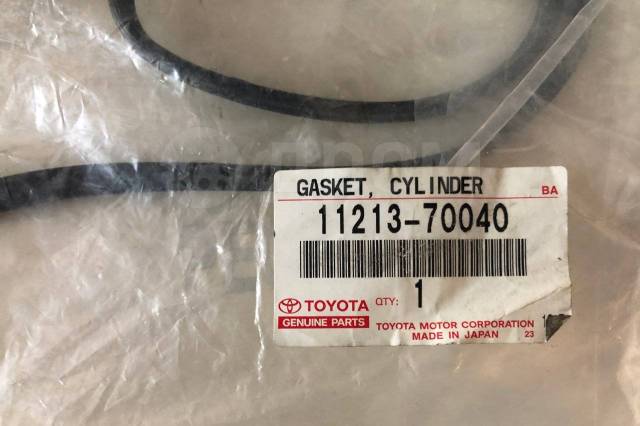 GASKET, CYLINDER BA
11213-70040
TOYOTA QTY: 1
GENUINE PARTS
TOYOTA MOTOR CORPORATION
MADE IN JAPAN 23